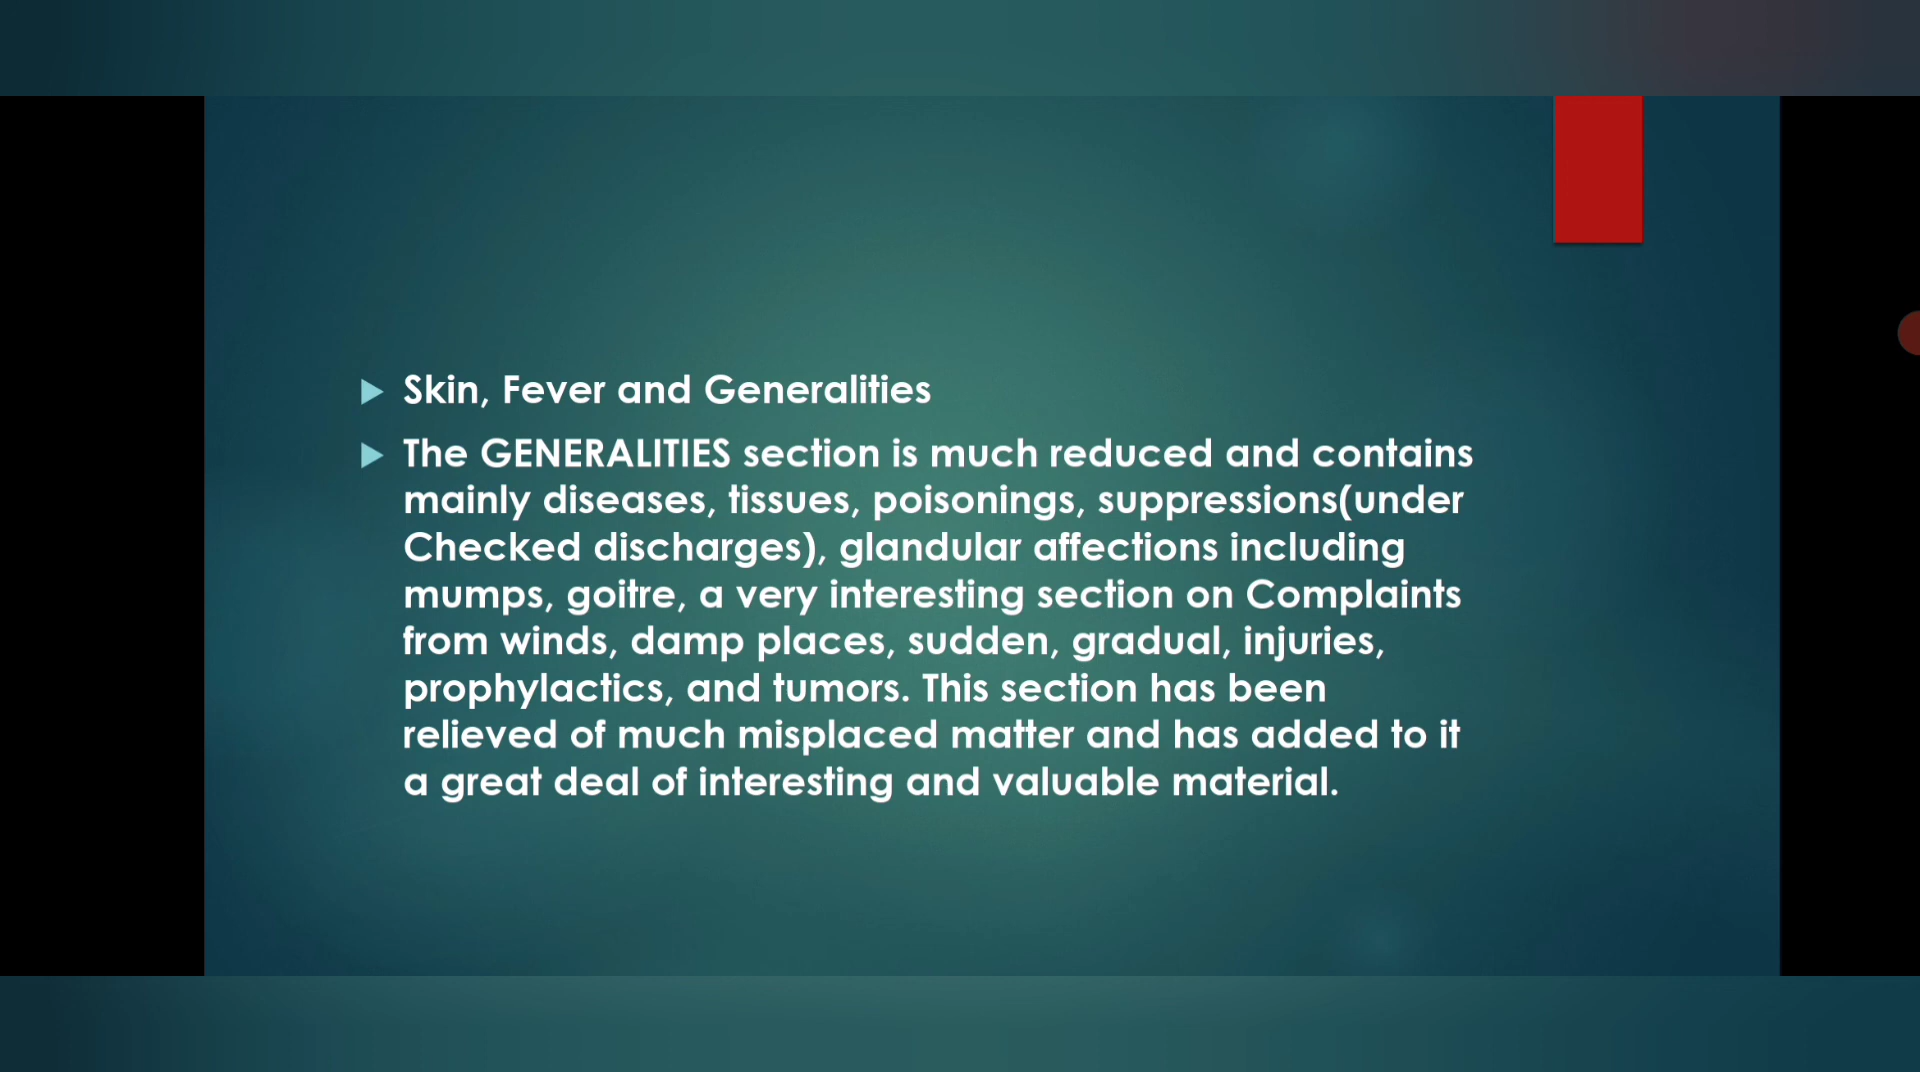 Skin, Fever and Generalities
The GENERALITIES section is much reduced and contains
mainly diseases, tissues, poisonings, suppressions(under
Checked discharges), glandular affections including
mumps, goitre, a very interesting section on Complaints
from winds, damp places, sudden, gradual, injuries,
prophylactics, and tumors. This section has been
relieved of much misplaced matter and has added to it
a great deal of interesting and valuable material.